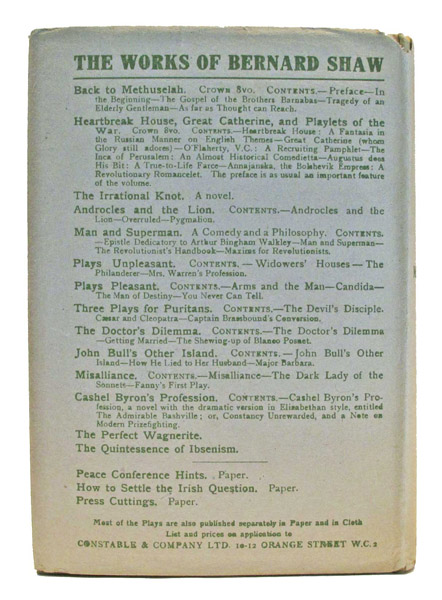 THE WORKS OF BERNARD SHAW
Back to Methuselah. Crown 8vo. Contents.—Preface—In
the Beginning—The Gospel of the Brothers Barnabas—Tragedy of an
Elderly Gentleman—As far as Thought can Reach.
Heartbreak House, Great Catherine, and Playlets of the
War. Crown 8vo. Contents.—Heartbreak House: A Fantasia in
the Russian Manner on English Themes—Great Catherine (whom
Glory still adores)—O'Flaherty, V.C.: A Recruiting Pamphlet—The
Inca of Perusalem: An Almost Historical Comedietta—Augustus does
His Bit: A True-to-Life Farce—Annajanska, the Bolshevik Empress: A
Revolutionary Romancelet. The preface is as usual an important feature
of the volume.
The Irrational Knot. A novel.
Androcles and the Lion. Contents.—Androcles and the
Lion—Overruled—Pygmalion.
Man and Superman. A Comedy and a Philosophy. Contents.
—Epistle Dedicatory to Arthur Bingham Walkley—Man and Superman—
The Revolutionist's Handbook—Maxims for Revolutionists.
Plays Unpleasant. Contents.—Widowers' Houses—The
Philanderer—Mrs. Warren's Profession.
Plays Pleasant. Contents.—Arms and the Man—Candida—
The Man of Destiny—You Never Can Tell.
Three Plays for Puritans. Contents.—The Devil's Disciple.
Cæsar and Cleopatra—Captain Brassbound's Conversion.
The Doctor's Dilemma. Contents.—The Doctor's Dilemma
—Getting Married—The Shewing-up of Blanco Posnet.
John Bull's Other Island. Contents.—John Bull's Other
Island—How He Lied to Her Husband—Major Barbara.
Misalliance. Contents.—Misalliance—The Dark Lady of the
Sonnets—Fanny's First Play.
Cashel Byron's Profession. Contents.—Cashel Byron's Pro-
fession, a novel with the dramatic version in Elizabethan style, entitled
The Admirable Bashville; or, Constancy Unrewarded, and a Note on
Modern Prizefighting.
The Perfect Wagnerite.
The Quintessence of Ibsenism.
Peace Conference Hints. Paper.
How to Settle the Irish Question. Paper.
Press Cuttings. Paper.
Most of the Plays are also published separately in Paper and in Cloth
List and prices on application to
CONSTABLE & COMPANY LTD. 10-12 ORANGE STREET W.C.2